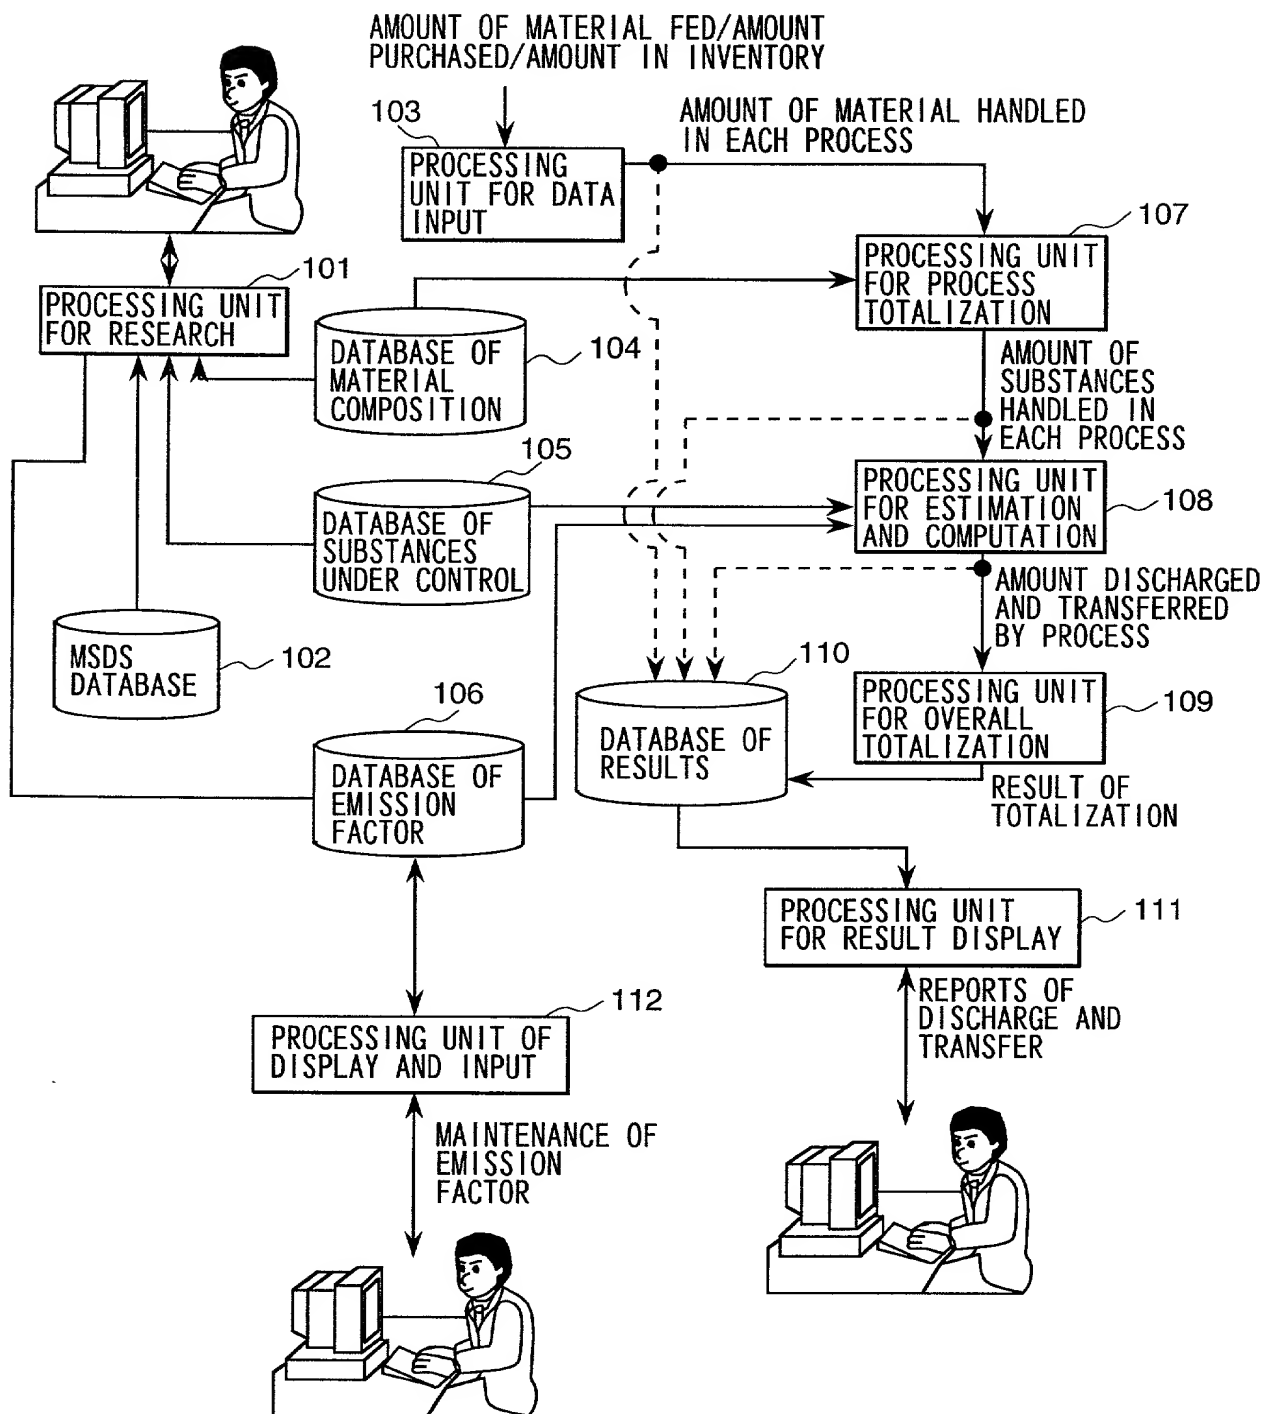 AMOUNT OF MATERIAL FED/AMOUNT
PURCHASED/AMOUNT IN INVENTORY
103
AMOUNT OF MATERIAL HANDLED
IN EACH PROCESS
PROCESSING
UNIT FOR DATA
INPUT
107
PROCESSING UNIT
FOR PROCESS
TOTALIZATION
101
PROCESSING UNIT
FOR RESEARCH
DATABASE OF
MATERIAL
COMPOSITION
104
AMOUNT OF
SUBSTANCES
HANDLED IN
EACH PROCESS
105
DATABASE OF
SUBSTANCES
UNDER CONTROL
PROCESSING UNIT
FOR ESTIMATION
AND COMPUTATION
108
AMOUNT DISCHARGED
AND TRANSFERRED
BY PROCESS
MSDS
DATABASE
102
110
DATABASE OF
RESULTS
PROCESSING UNIT
FOR OVERALL
TOTALIZATION
109
RESULT OF
TOTALIZATION
106
DATABASE OF
EMISSION
FACTOR
PROCESSING UNIT
FOR RESULT DISPLAY
111
REPORTS OF
DISCHARGE AND
TRANSFER
112
PROCESSING UNIT OF
DISPLAY AND INPUT
MAINTENANCE OF
EMISSION
FACTOR